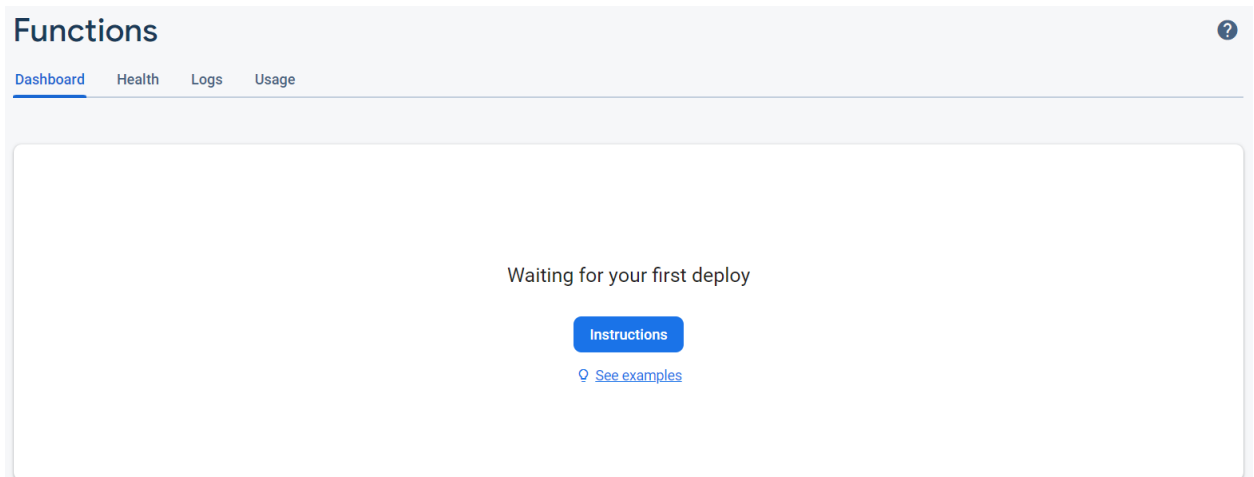 Functions
Dashboard Health Logs Usage
Waiting for your first deploy
Instructions
See examples